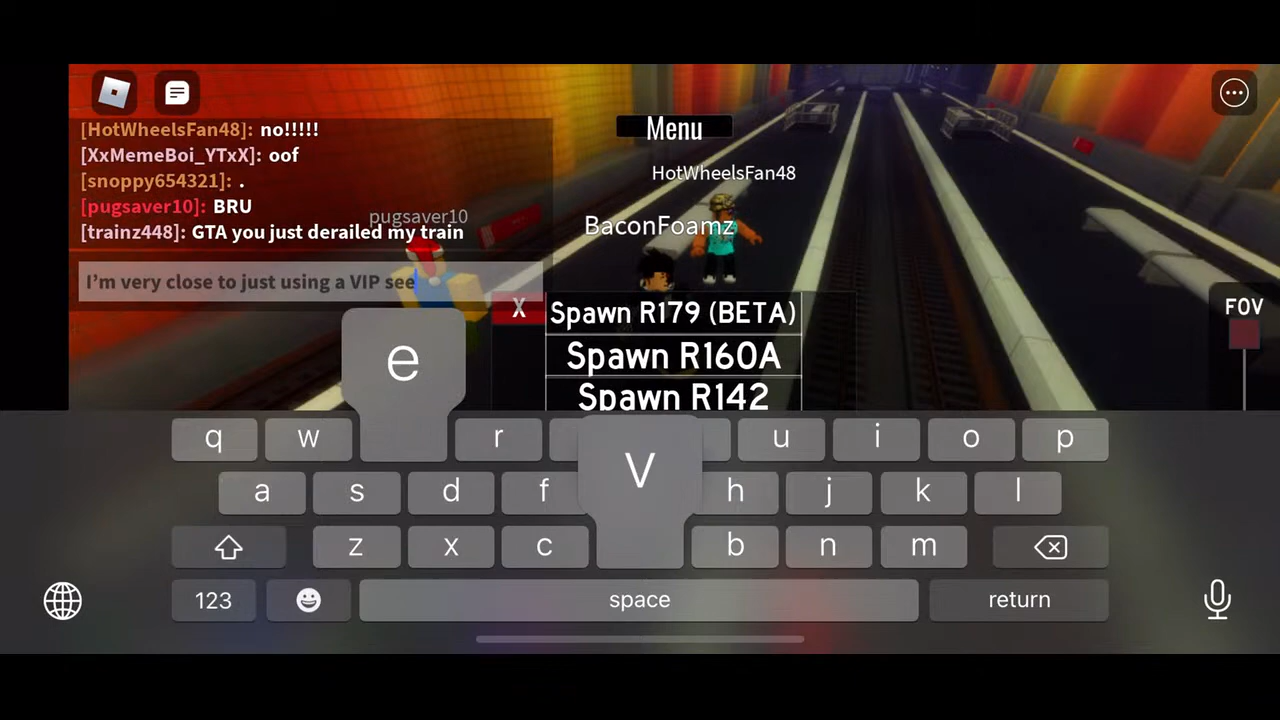 [HotWheelsFan48]: no!!!!!
[XxMemeBoi_YTxX]: oof
[snoppy654321]: .
[pugsaver10]: BRU
[trainz448]: GTA you just derailed my train
pugsaver10
I'm very close to just using a VIP see
Menu
HotWheelsFan48
BaconFoamz
X
Spawn R179 (BETA)
Spawn R160A
Spawn R142
FOV
e
q w r u i o p
V
a s d f h j k l
z x c b n m
123 space return